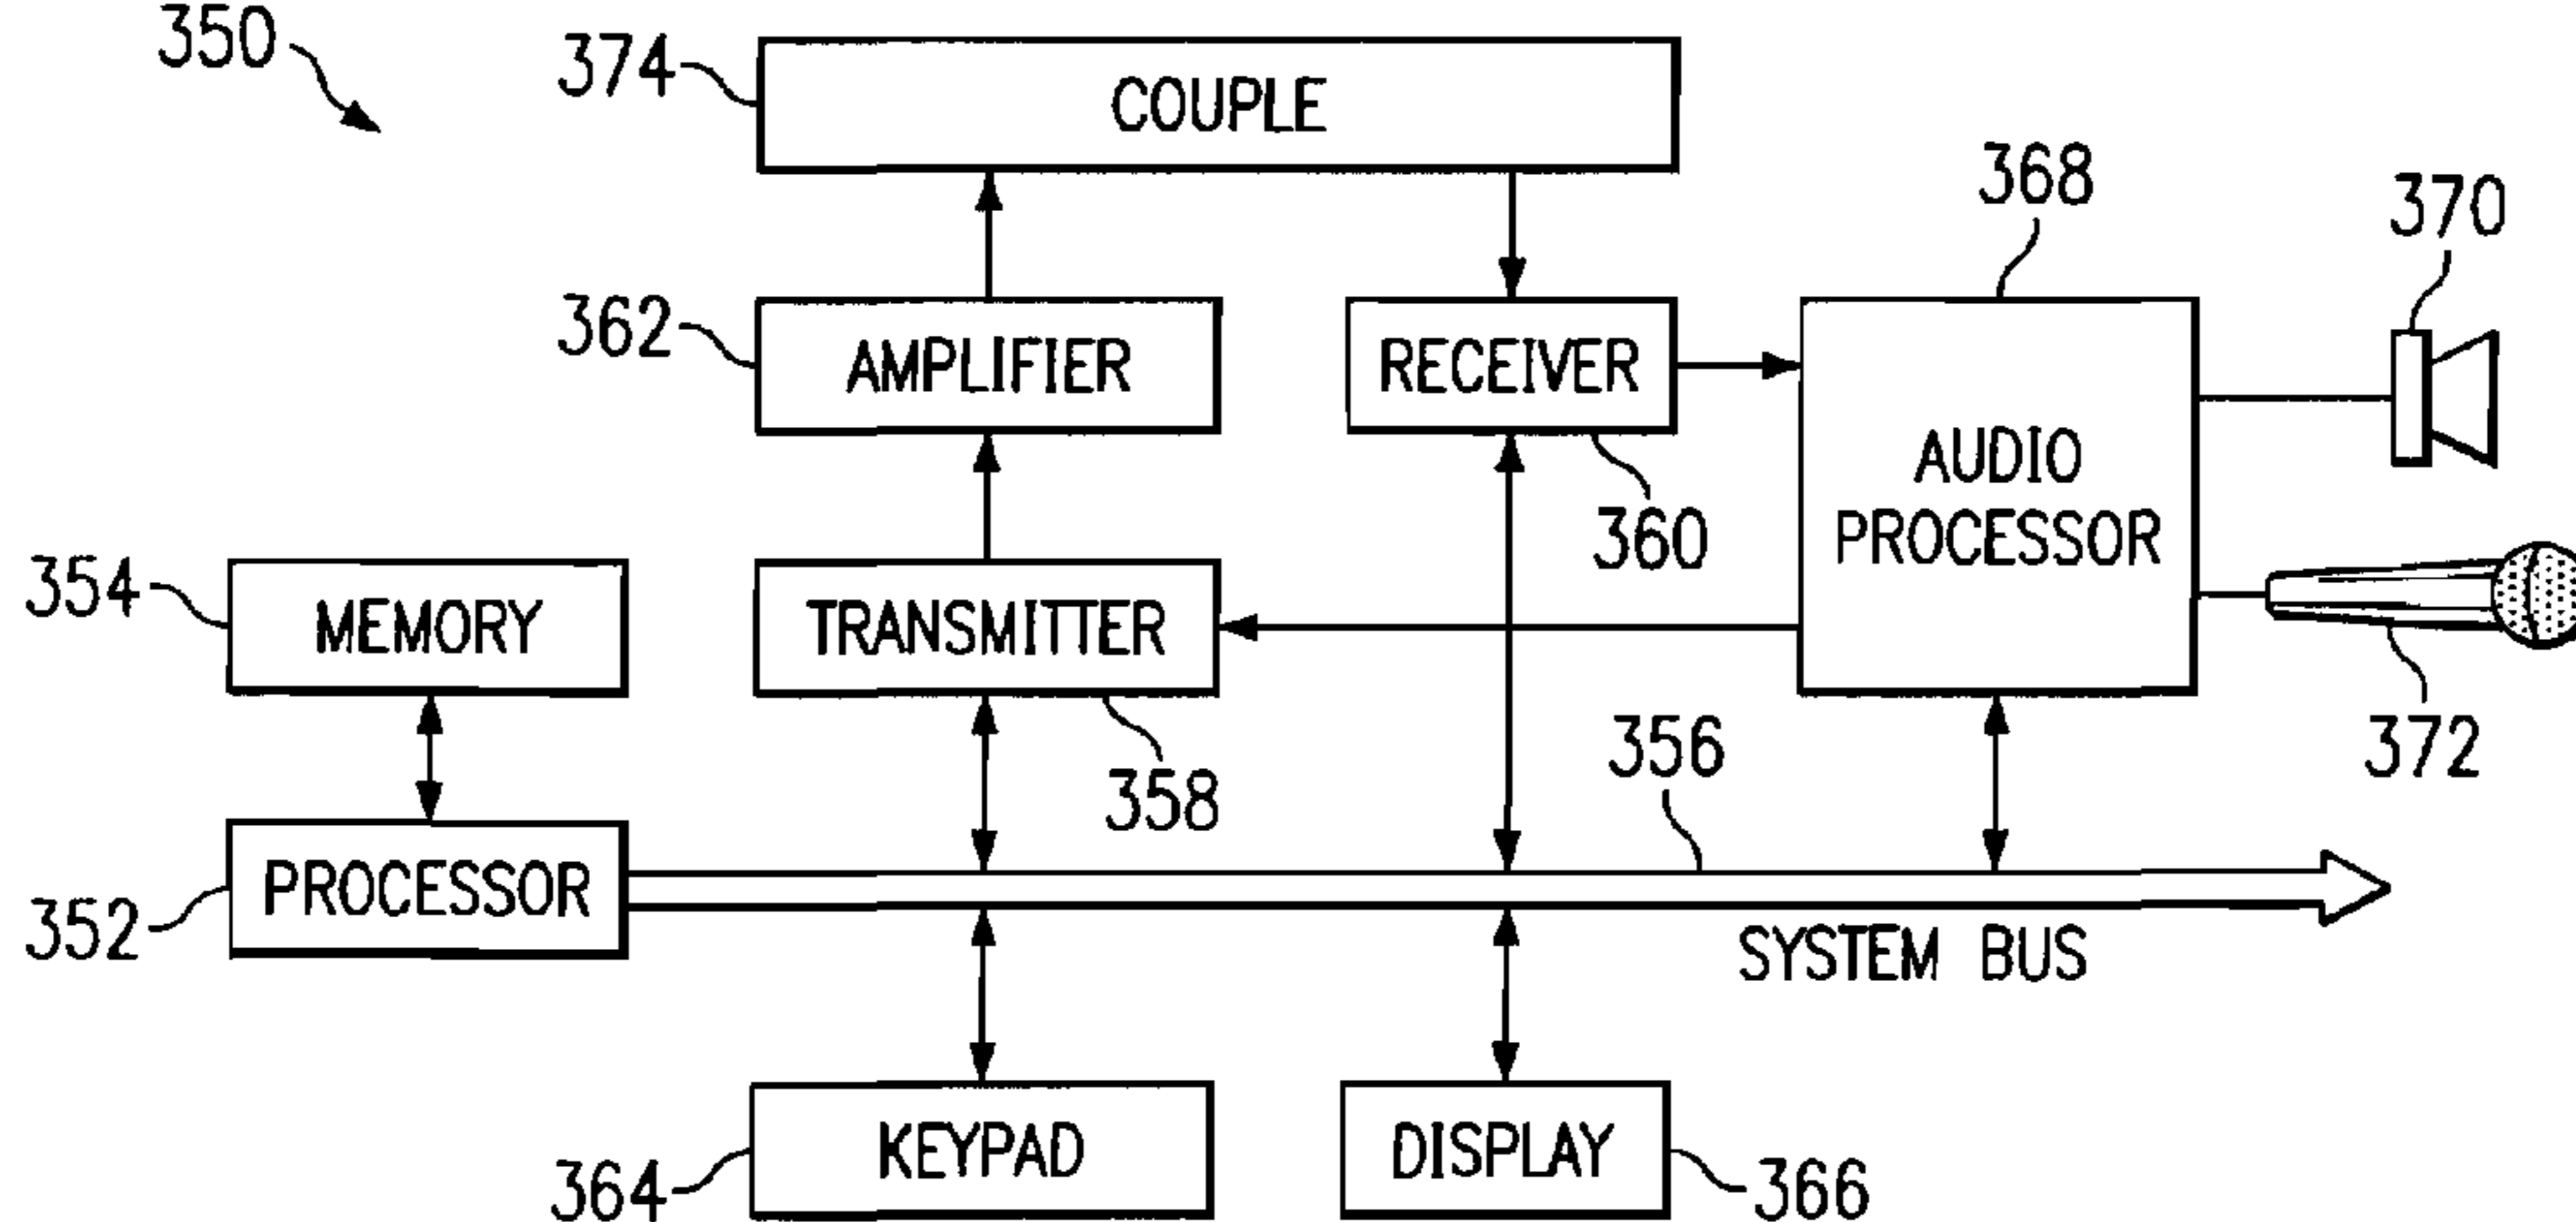 350
374
COUPLE
368
370
362
AMPLIFIER
RECEIVER
AUDIO
PROCESSOR
360
354
MEMORY
TRANSMITTER
358
356
372
PROCESSOR
352
SYSTEM BUS
KEYPAD
DISPLAY
364
366